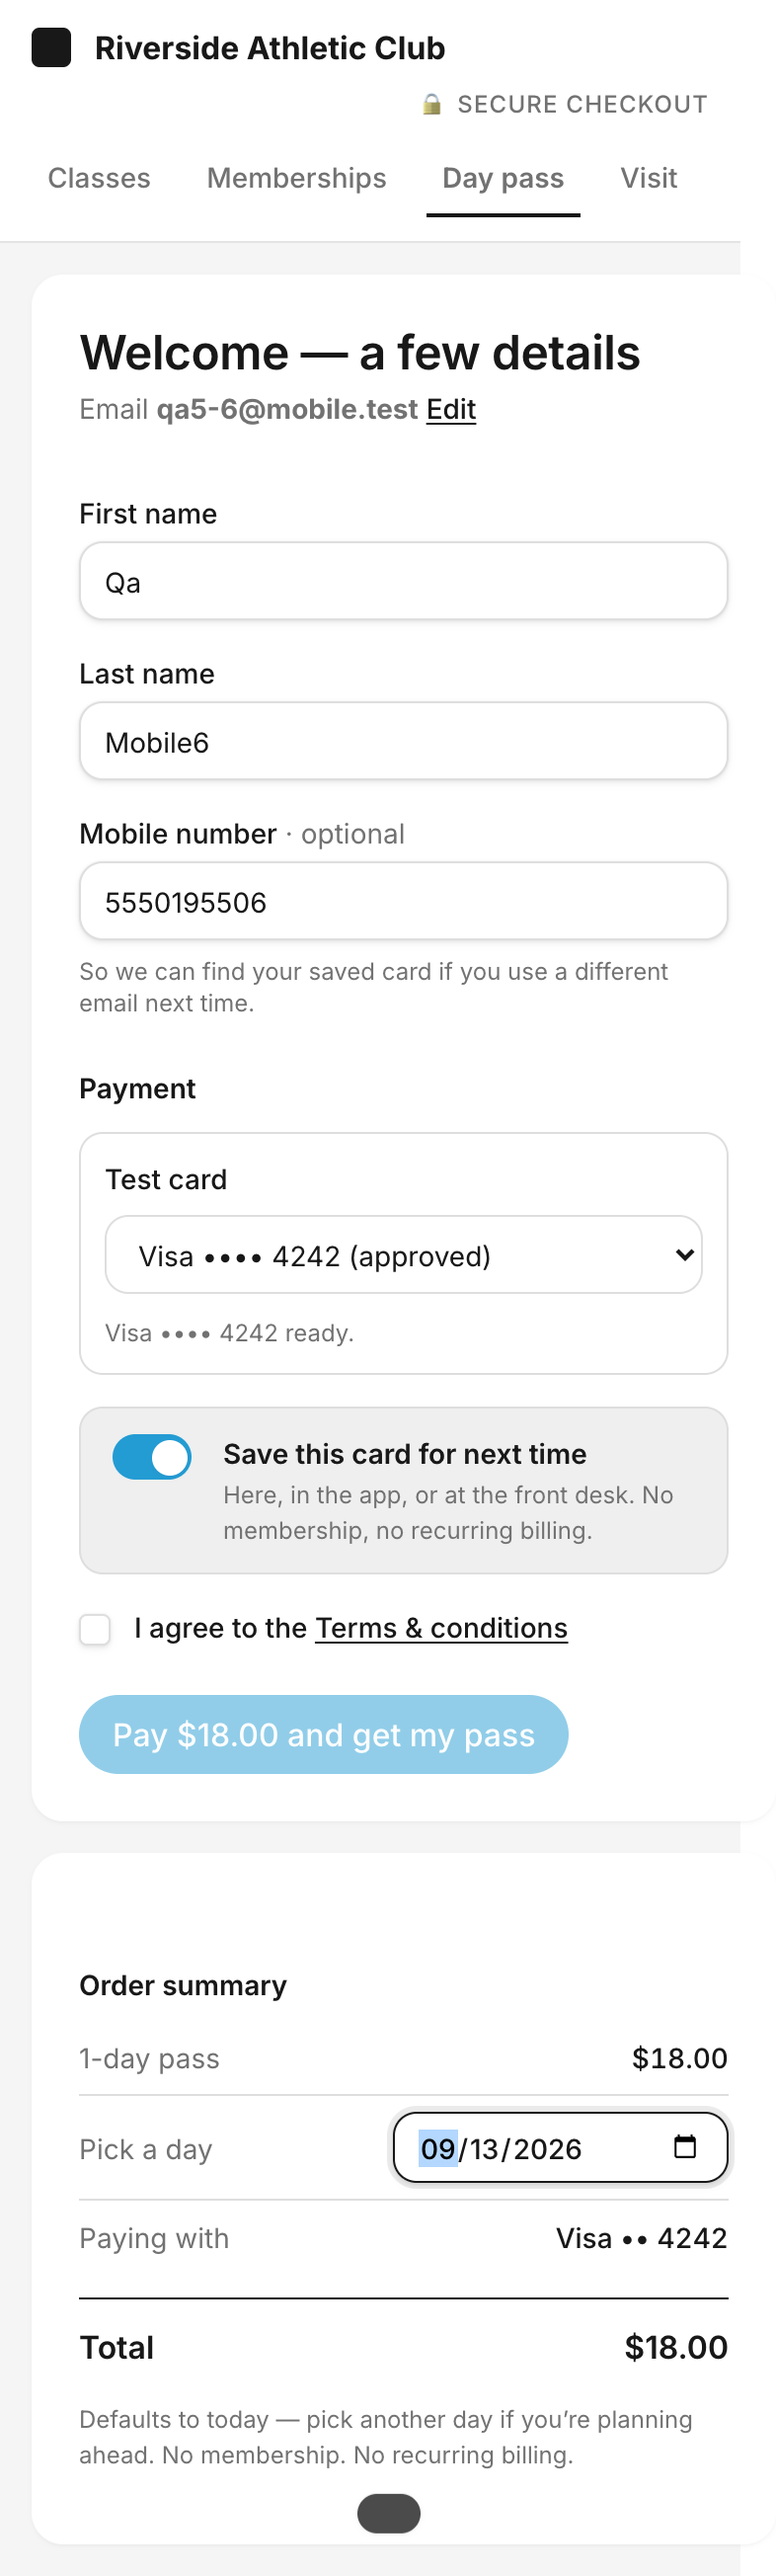 Riverside Athletic Club
🔒 SECURE CHECKOUT
Classes Memberships Day pass Visit
Welcome — a few details
Email qa5-6@mobile.test Edit
First name
Qa
Last name
Mobile6
Mobile number · optional
5550195506
So we can find your saved card if you use a different
email next time.
Payment
Test card
Visa •••• 4242 (approved)
Visa •••• 4242 ready.
Save this card for next time
Here, in the app, or at the front desk. No
membership, no recurring billing.
I agree to the Terms & conditions
Pay $18.00 and get my pass
Order summary
1-day pass $18.00
Pick a day 09/13/2026
Paying with Visa •• 4242
Total $18.00
Defaults to today — pick another day if you’re planning
ahead. No membership. No recurring billing.